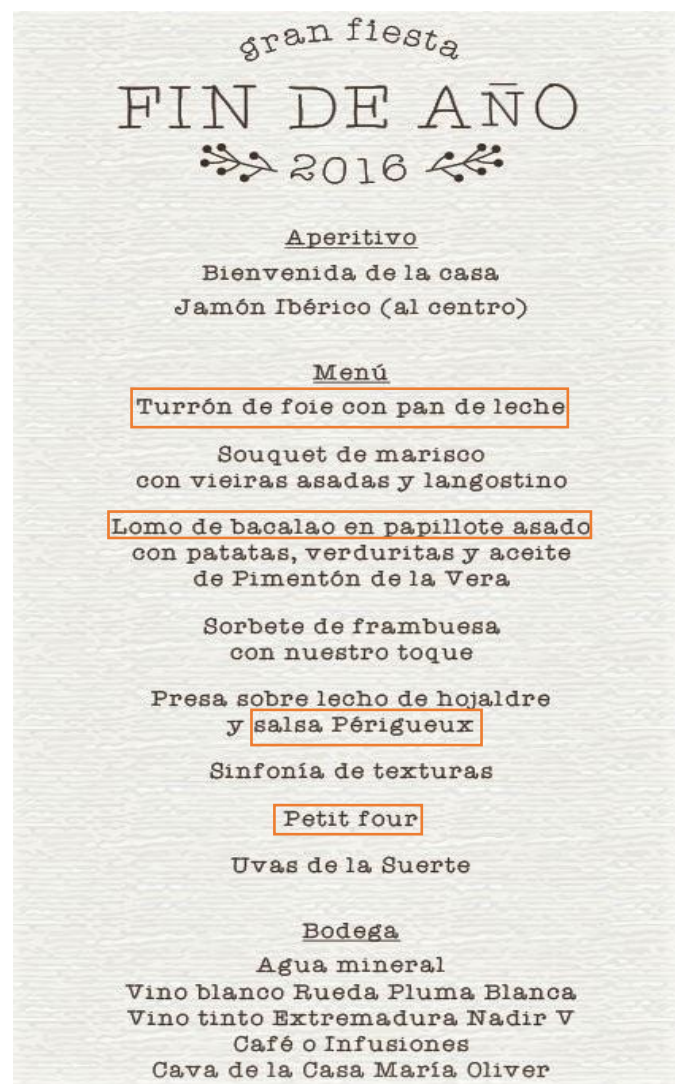 gran fiesta
FIN DE AÑO
2016
Aperitivo
Bienvenida de la casa
Jamón Ibérico (al centro)
Menú
Turrón de foie con pan de leche
Souquet de marisco
con vieiras asadas y langostino
Lomo de bacalao en papillote asado
con patatas, verduritas y aceite
de Pimentón de la Vera
Sorbete de frambuesa
con nuestro toque
Presa sobre lecho de hojaldre
y salsa Périgueux
Sinfonía de texturas
Petit four
Uvas de la Suerte
Bodega
Agua mineral
Vino blanco Rueda Pluma Blanca
Vino tinto Extremadura Nadir V
Café o Infusiones
Cava de la Casa María Oliver